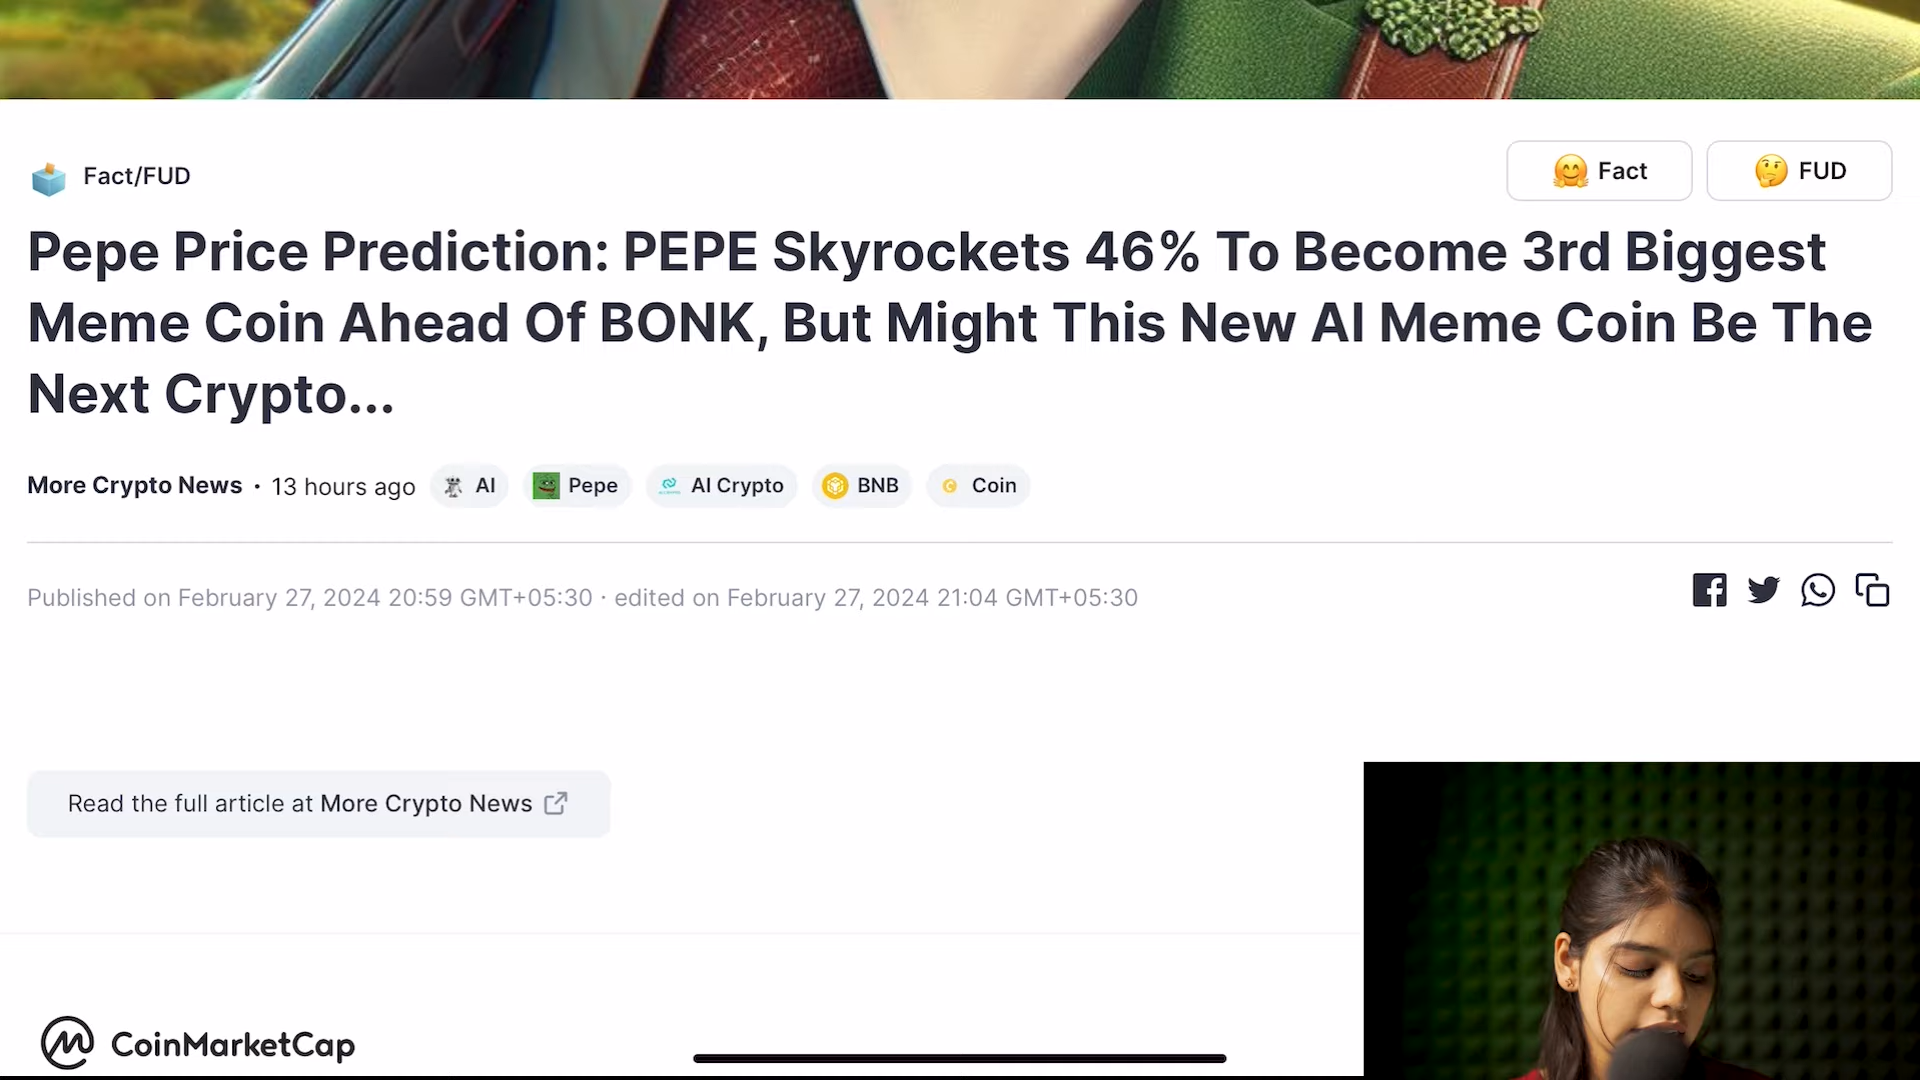 Fact/FUD
Fact
FUD
Pepe Price Prediction: PEPE Skyrockets 46% To Become 3rd Biggest
Meme Coin Ahead Of BONK, But Might This New AI Meme Coin Be The
Next Crypto...
More Crypto News · 13 hours ago
AI
Pepe
AI Crypto
BNB
Coin
Published on February 27, 2024 20:59 GMT+05:30 · edited on February 27, 2024 21:04 GMT+05:30
Read the full article at More Crypto News
CoinMarketCap